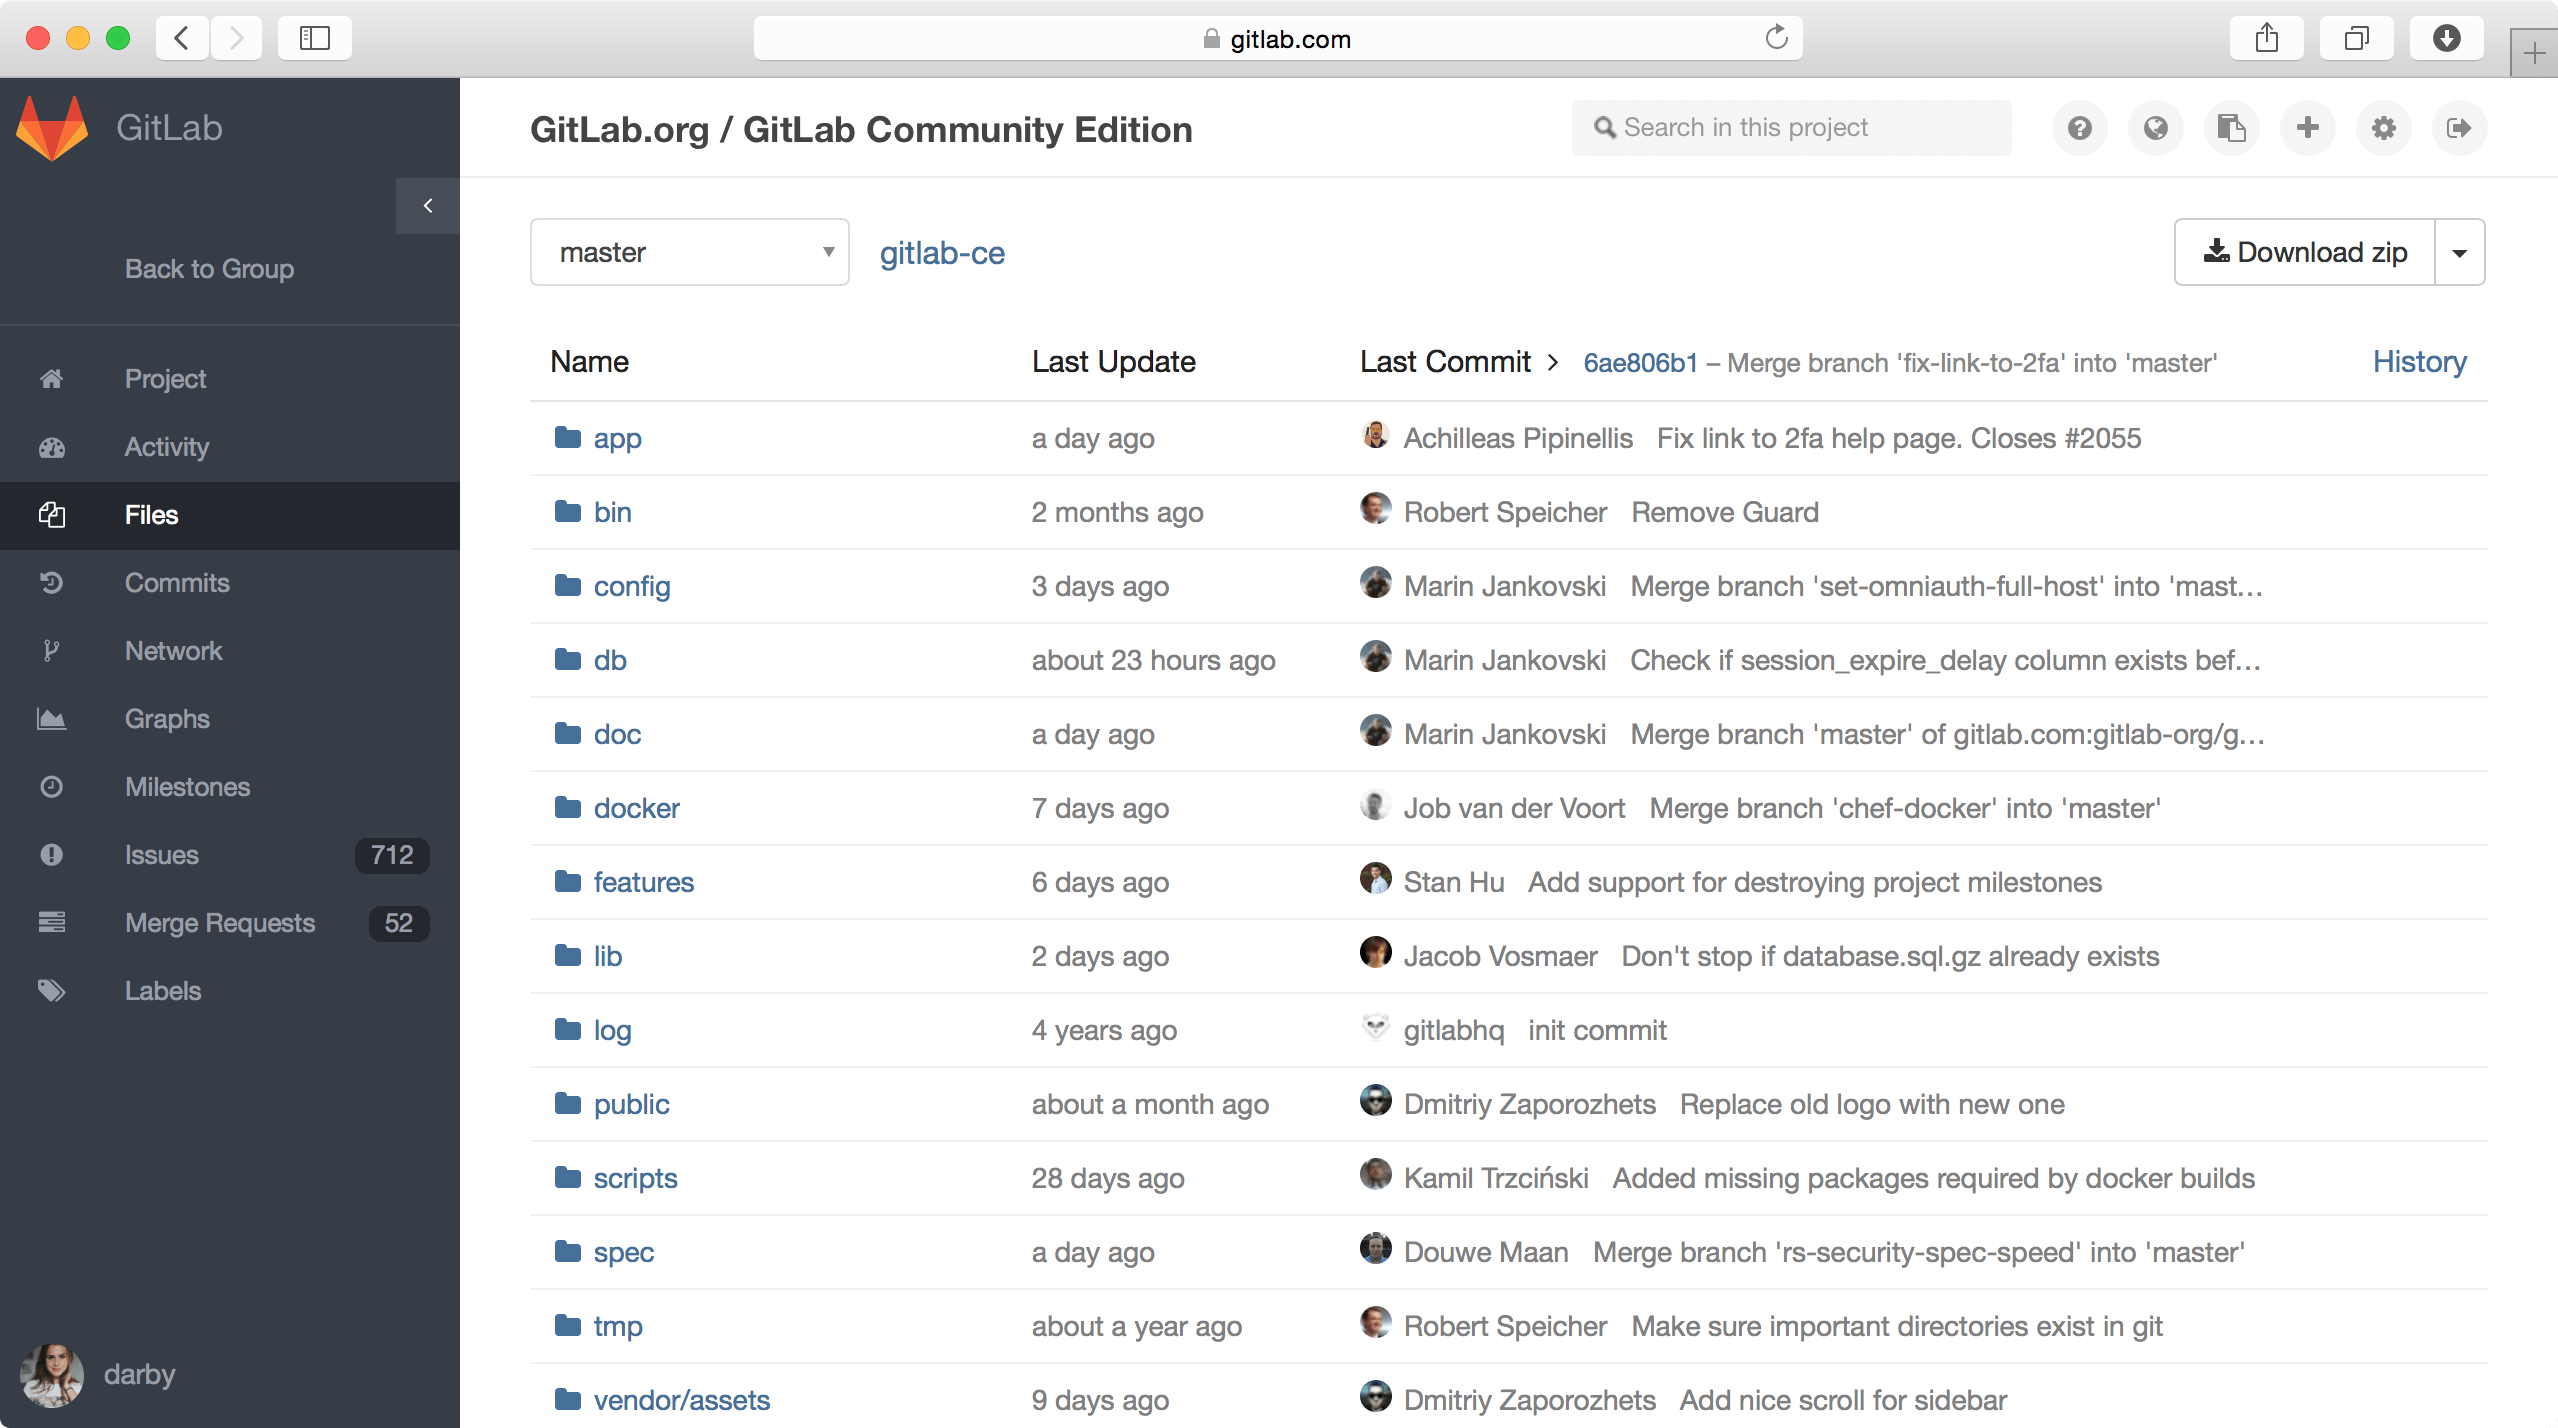 gitlab.com
GitLab
GitLab.org / GitLab Community Edition
Search in this project
Back to Group
master
gitlab-ce
Download zip
Project
Activity
Files
Commits
Network
Graphs
Milestones
Issues 712
Merge Requests 52
Labels
darby
Name Last Update Last Commit 6ae806b1 – Merge branch 'fix-link-to-2fa' into 'master' History
app a day ago Achilleas Pipinellis Fix link to 2fa help page. Closes #2055
bin 2 months ago Robert Speicher Remove Guard
config 3 days ago Marin Jankovski Merge branch 'set-omniauth-full-host' into 'mast…
db about 23 hours ago Marin Jankovski Check if session_expire_delay column exists bef…
doc a day ago Marin Jankovski Merge branch 'master' of gitlab.com:gitlab-org/g…
docker 7 days ago Job van der Voort Merge branch 'chef-docker' into 'master'
features 6 days ago Stan Hu Add support for destroying project milestones
lib 2 days ago Jacob Vosmaer Don't stop if database.sql.gz already exists
log 4 years ago gitlabhq init commit
public about a month ago Dmitriy Zaporozhets Replace old logo with new one
scripts 28 days ago Kamil Trzciński Added missing packages required by docker builds
spec a day ago Douwe Maan Merge branch 'rs-security-spec-speed' into 'master'
tmp about a year ago Robert Speicher Make sure important directories exist in git
vendor/assets 9 days ago Dmitriy Zaporozhets Add nice scroll for sidebar